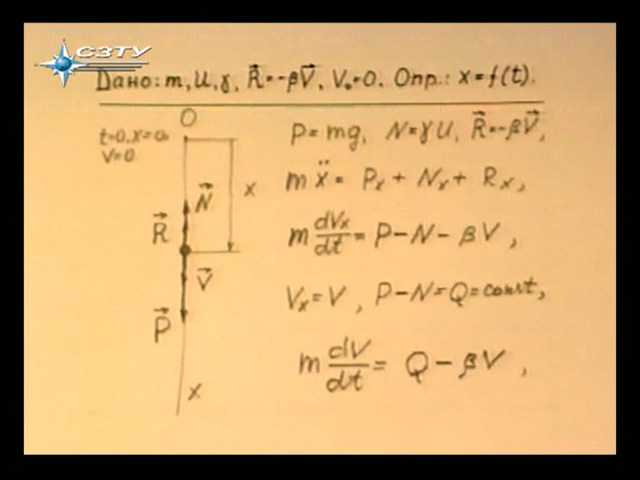 СЗТУ
Дано: m, U, γ, R⃗=-βV⃗, V₀=0. Опр.: x=f(t).
O
t=0, x=0,
V=0.
P=mg, N=γU, R⃗=-βV⃗,
x
mẍ = Pₓ + Nₓ + Rₓ,
N⃗
R⃗
m dVₓ/dt = P-N-βV,
V⃗
Vₓ=V, P-N=Q=const,
P⃗
m dV/dt = Q-βV,
x